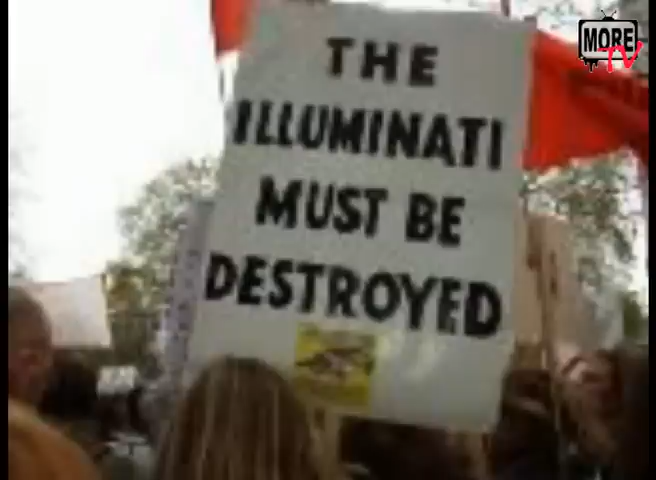 MORE
TV
THE
ILLUMINATI
MUST BE
DESTROYED